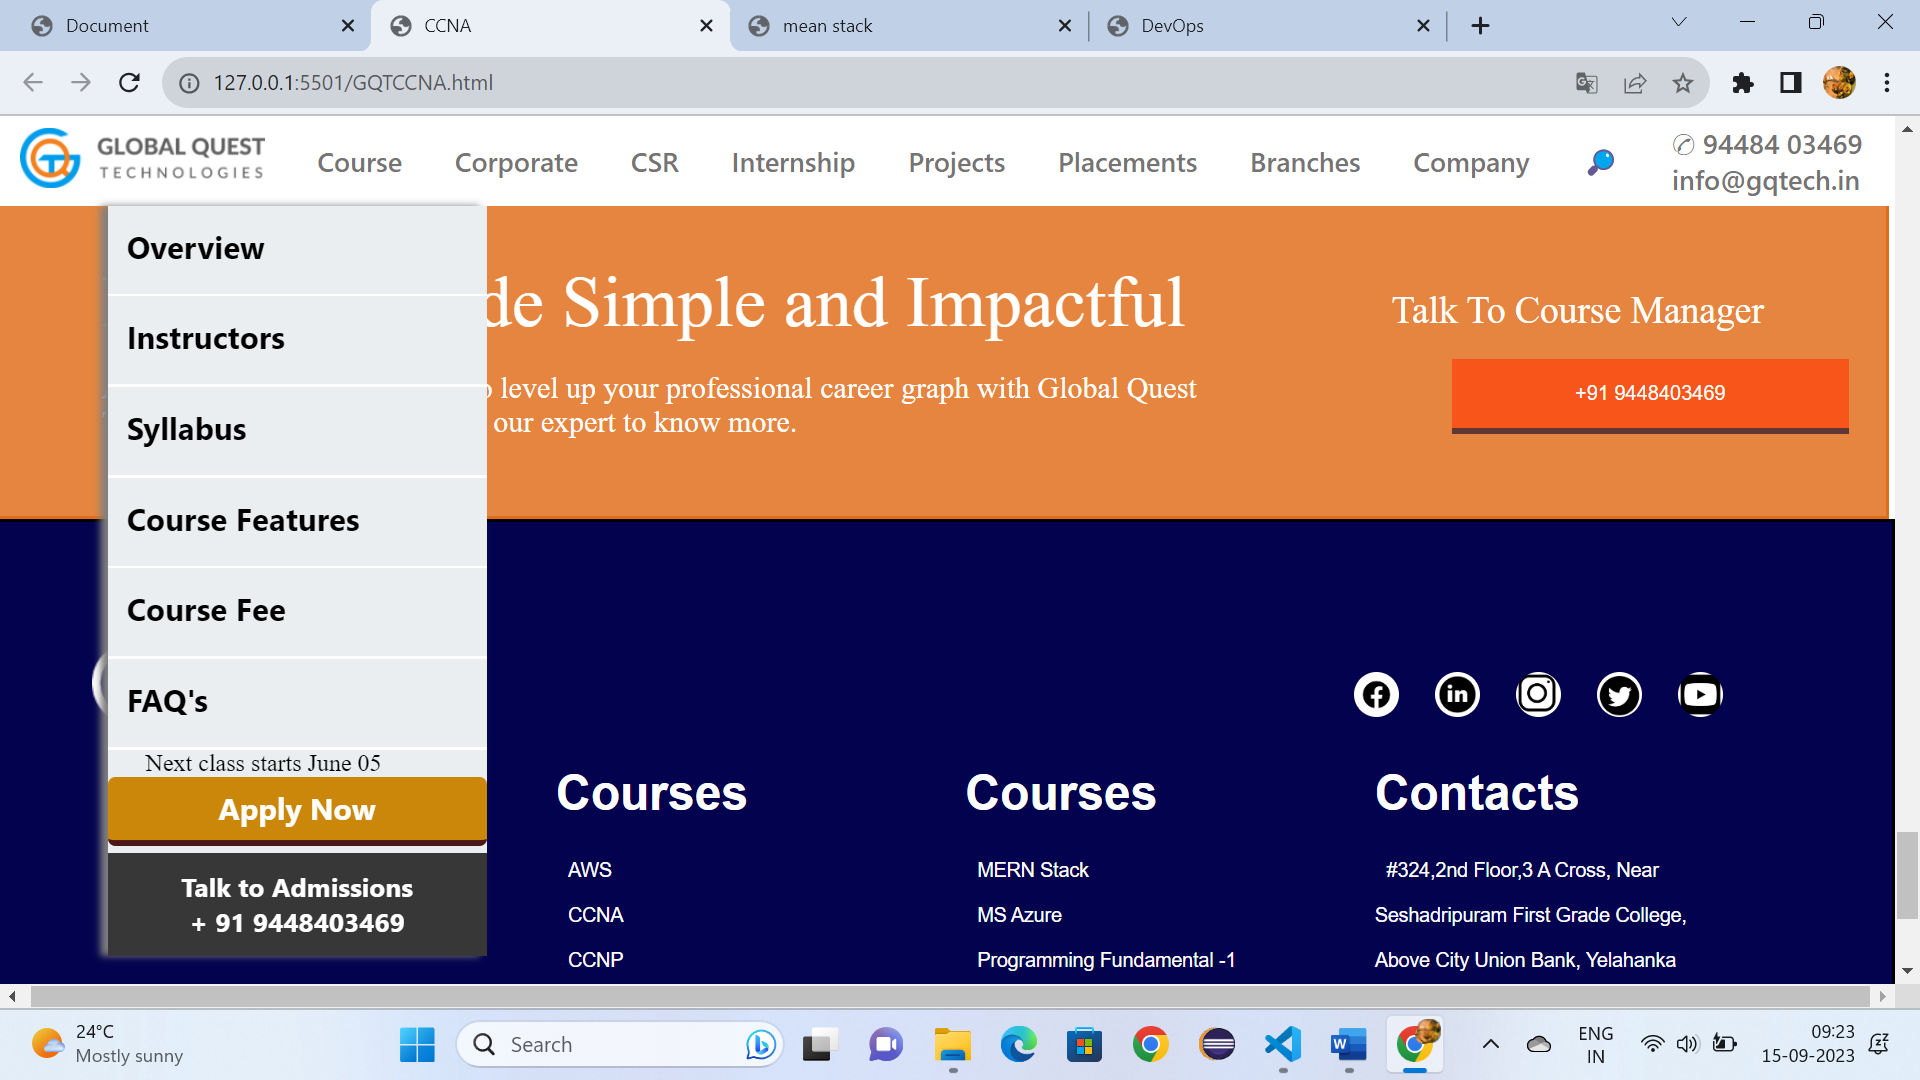 Document
CCNA
mean stack
DevOps
127.0.0.1:5501/GQTCCNA.html
GLOBAL QUEST
TECHNOLOGIES
Course
Corporate
CSR
Internship
Projects
Placements
Branches
Company
94484 03469
info@gqtech.in
Overview
Instructors
Syllabus
Course Features
Course Fee
FAQ's
Next class starts June 05
Apply Now
Talk to Admissions
+ 91 9448403469
de Simple and Impactful
level up your professional career graph with Global Quest
our expert to know more.
Talk To Course Manager
+91 9448403469
Courses
AWS
CCNA
CCNP
Courses
MERN Stack
MS Azure
Programming Fundamental -1
Contacts
#324,2nd Floor,3 A Cross, Near
Seshadripuram First Grade College,
Above City Union Bank, Yelahanka
24°C
Mostly sunny
Search
ENG
IN
09:23
15-09-2023